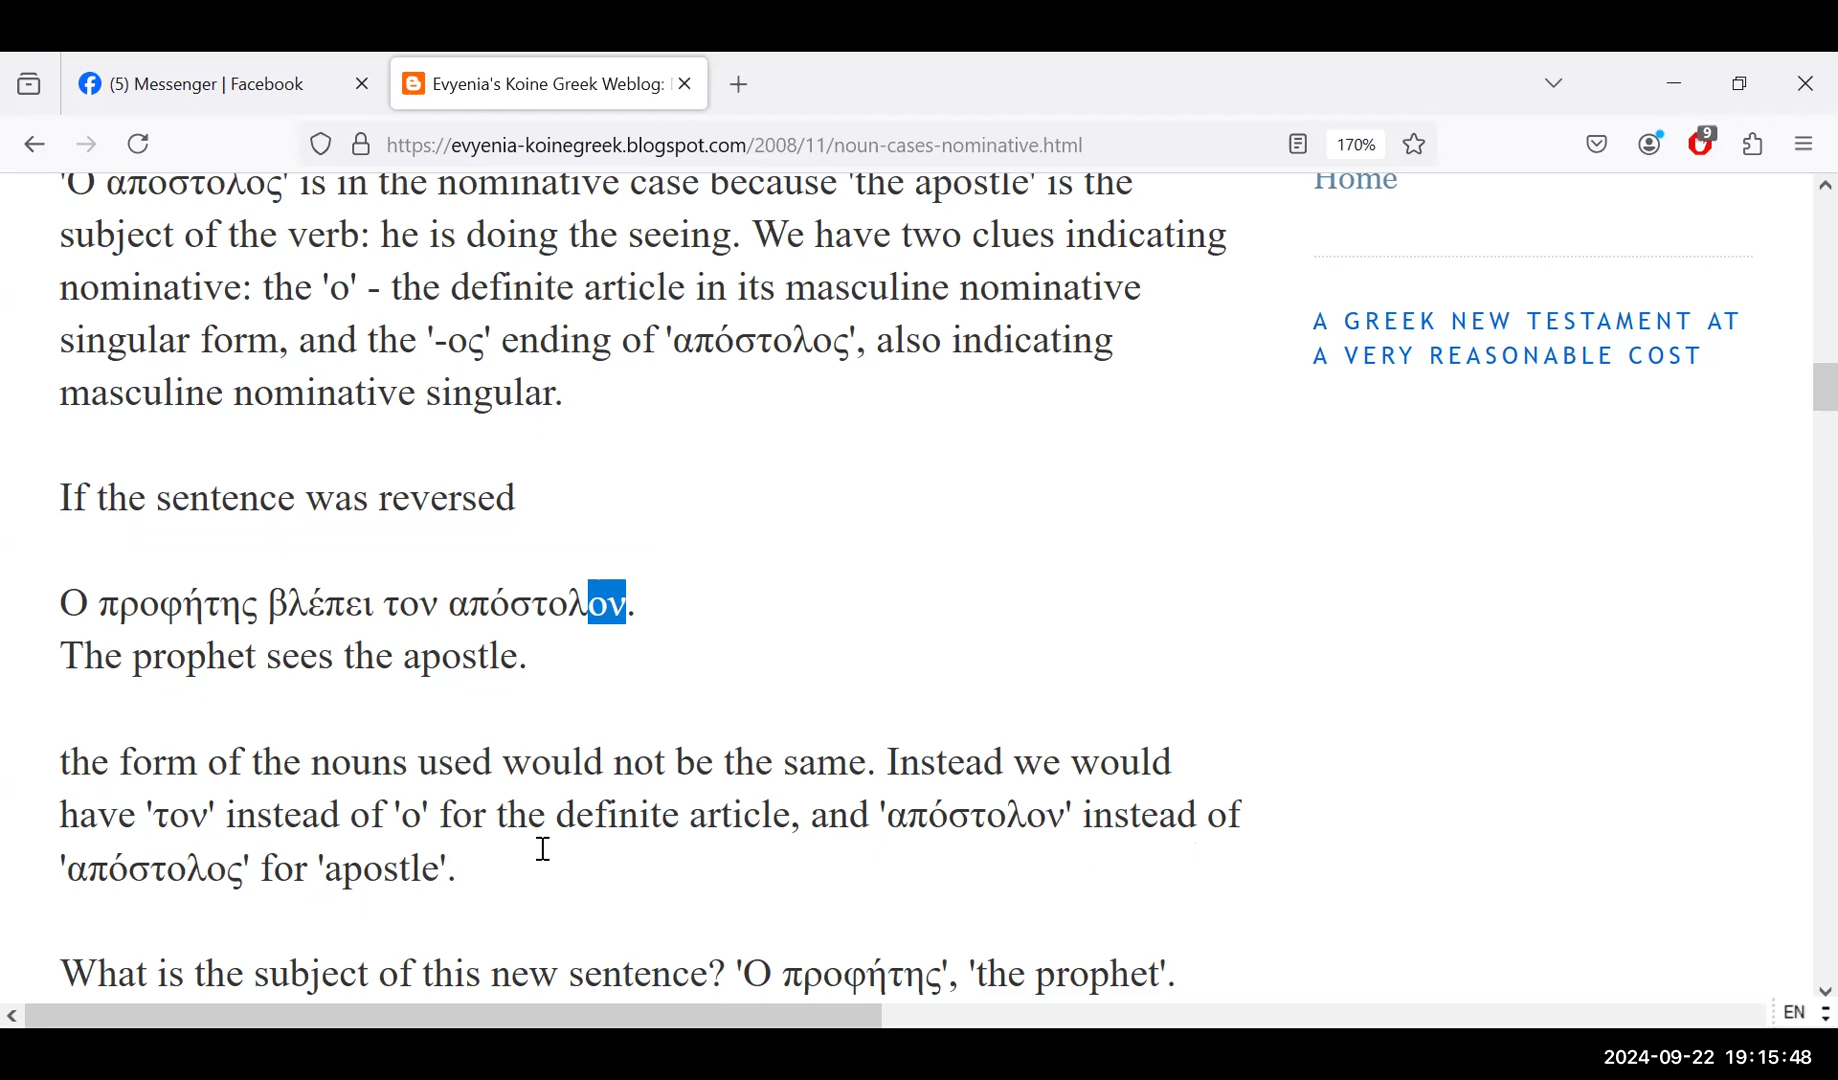 (5) Messenger | Facebook
Evyenia's Koine Greek Weblog:
https://evyenia-koinegreek.blogspot.com/2008/11/noun-cases-nominative.html
170%
9
'Ο απόστολος' is in the nominative case because 'the apostle' is the
subject of the verb: he is doing the seeing. We have two clues indicating
nominative: the 'ο' - the definite article in its masculine nominative
singular form, and the '-ος' ending of 'απόστολος', also indicating
masculine nominative singular.
If the sentence was reversed
Ο προφήτης βλέπει τον απόστολον.
The prophet sees the apostle.
the form of the nouns used would not be the same. Instead we would
have 'τον' instead of 'ο' for the definite article, and 'απόστολον' instead of
'απόστολος' for 'apostle'.
What is the subject of this new sentence? 'Ο προφήτης', 'the prophet'.
Home
A GREEK NEW TESTAMENT AT
A VERY REASONABLE COST
EN
2024-09-22 19:15:48